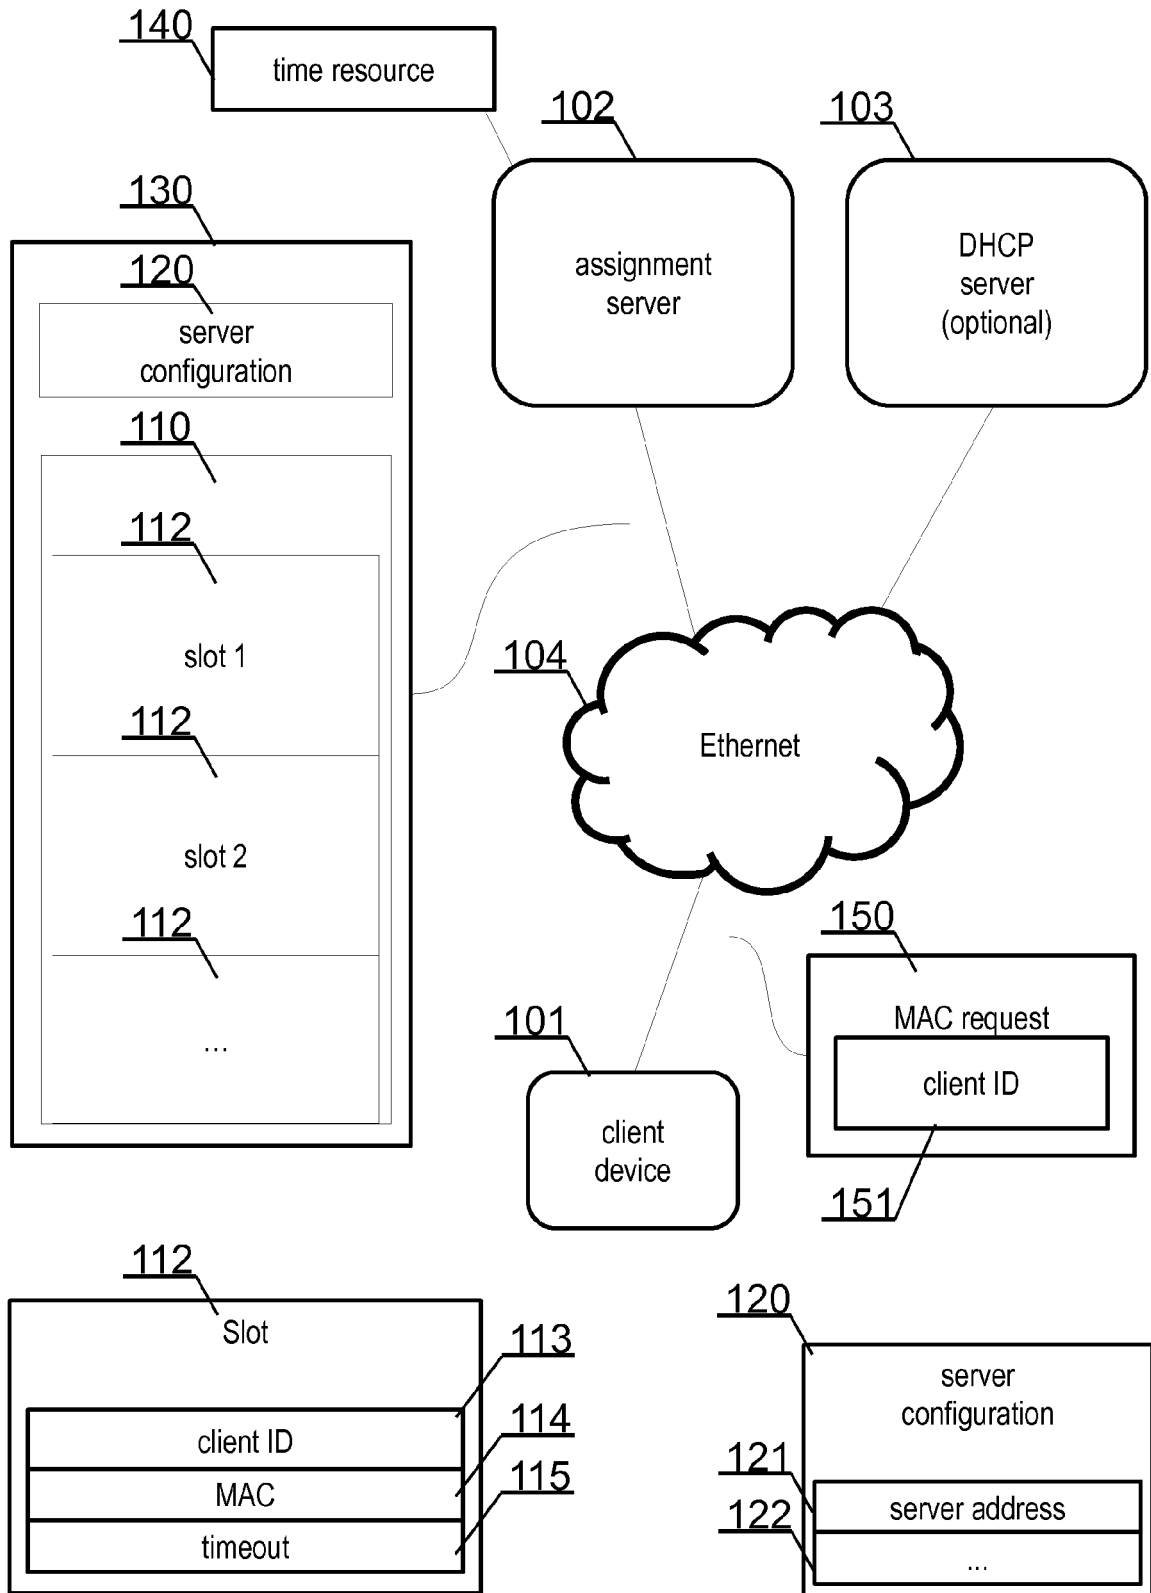 140
time resource
102
103
130
120
server
configuration
assignment
server
DHCP
server
(optional)
110
112
slot 1
104
Ethernet
112
slot 2
112
...
150
MAC request
client ID
151
101
client
device
112
Slot
113
client ID
114
MAC
115
timeout
120
server
configuration
121
server address
122
...